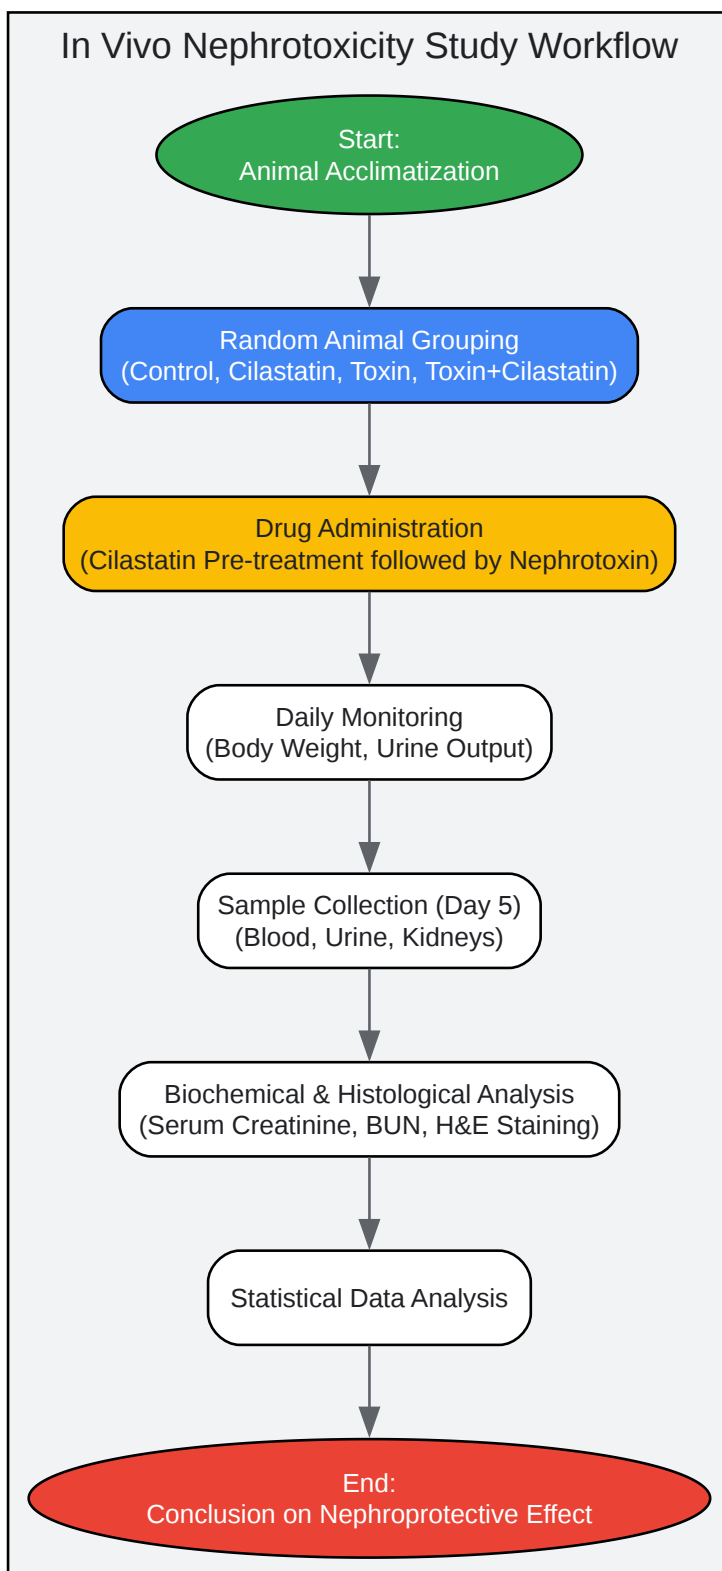 In Vivo Nephrotoxicity Study Workflow
Start:
Animal Acclimatization
Random Animal Grouping
(Control, Cilastatin, Toxin, Toxin+Cilastatin)
Drug Administration
(Cilastatin Pre-treatment followed by Nephrotoxin)
Daily Monitoring
(Body Weight, Urine Output)
Sample Collection (Day 5)
(Blood, Urine, Kidneys)
Biochemical & Histological Analysis
(Serum Creatinine, BUN, H&E Staining)
Statistical Data Analysis
End:
Conclusion on Nephroprotective Effect